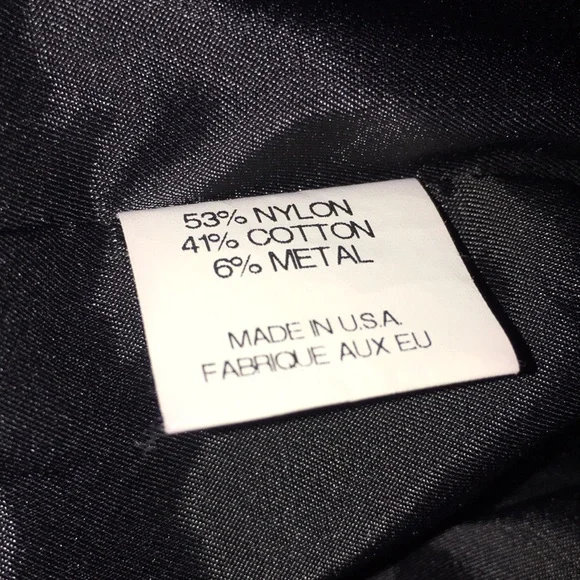 53% NYLON
41% COTTON
6% METAL
MADE IN U.S.A.
FABRIQUE AUX EU